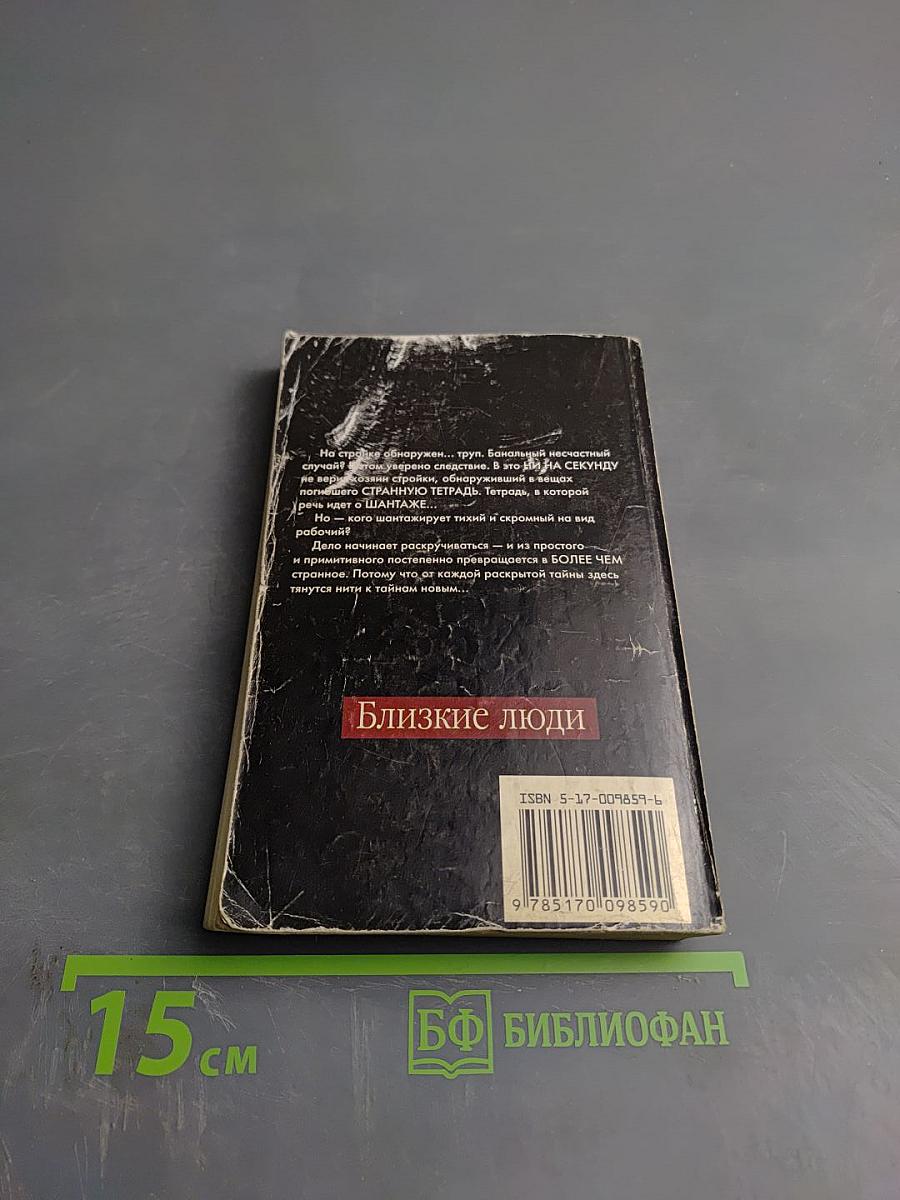 На стройке обнаружен... труп. Банальный несчастный
случай? В этом уверено следствие. В это НИ НА СЕКУНДУ
не верит хозяин стройки, обнаруживший в вещах
погибшего СТРАННУЮ ТЕТРАДЬ. Тетрадь, в которой
речь идет о ШАНТАЖЕ...
Но — кого шантажирует тихий и скромный на вид
рабочий?
Дело начинает раскручиваться — и из простого
и примитивного постепенно превращается в БОЛЕЕ ЧЕМ
странное. Потому что от каждой раскрытой тайны здесь
тянутся нити к тайнам новым...
Близкие люди
ISBN 5-17-009859-6
9 785170 098590
15 см
БФ БИБЛИОФАН